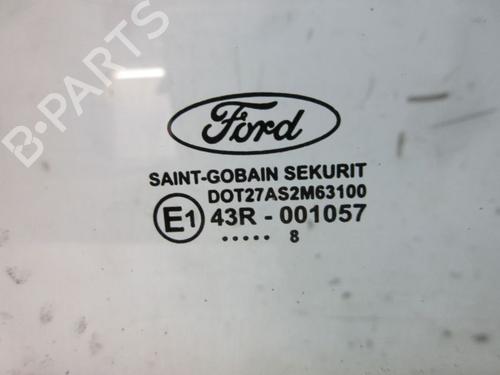 B-PARTS
Ford
SAINT-GOBAIN SEKURIT
DOT27AS2M63100
E1 43R - 001057
..... 8